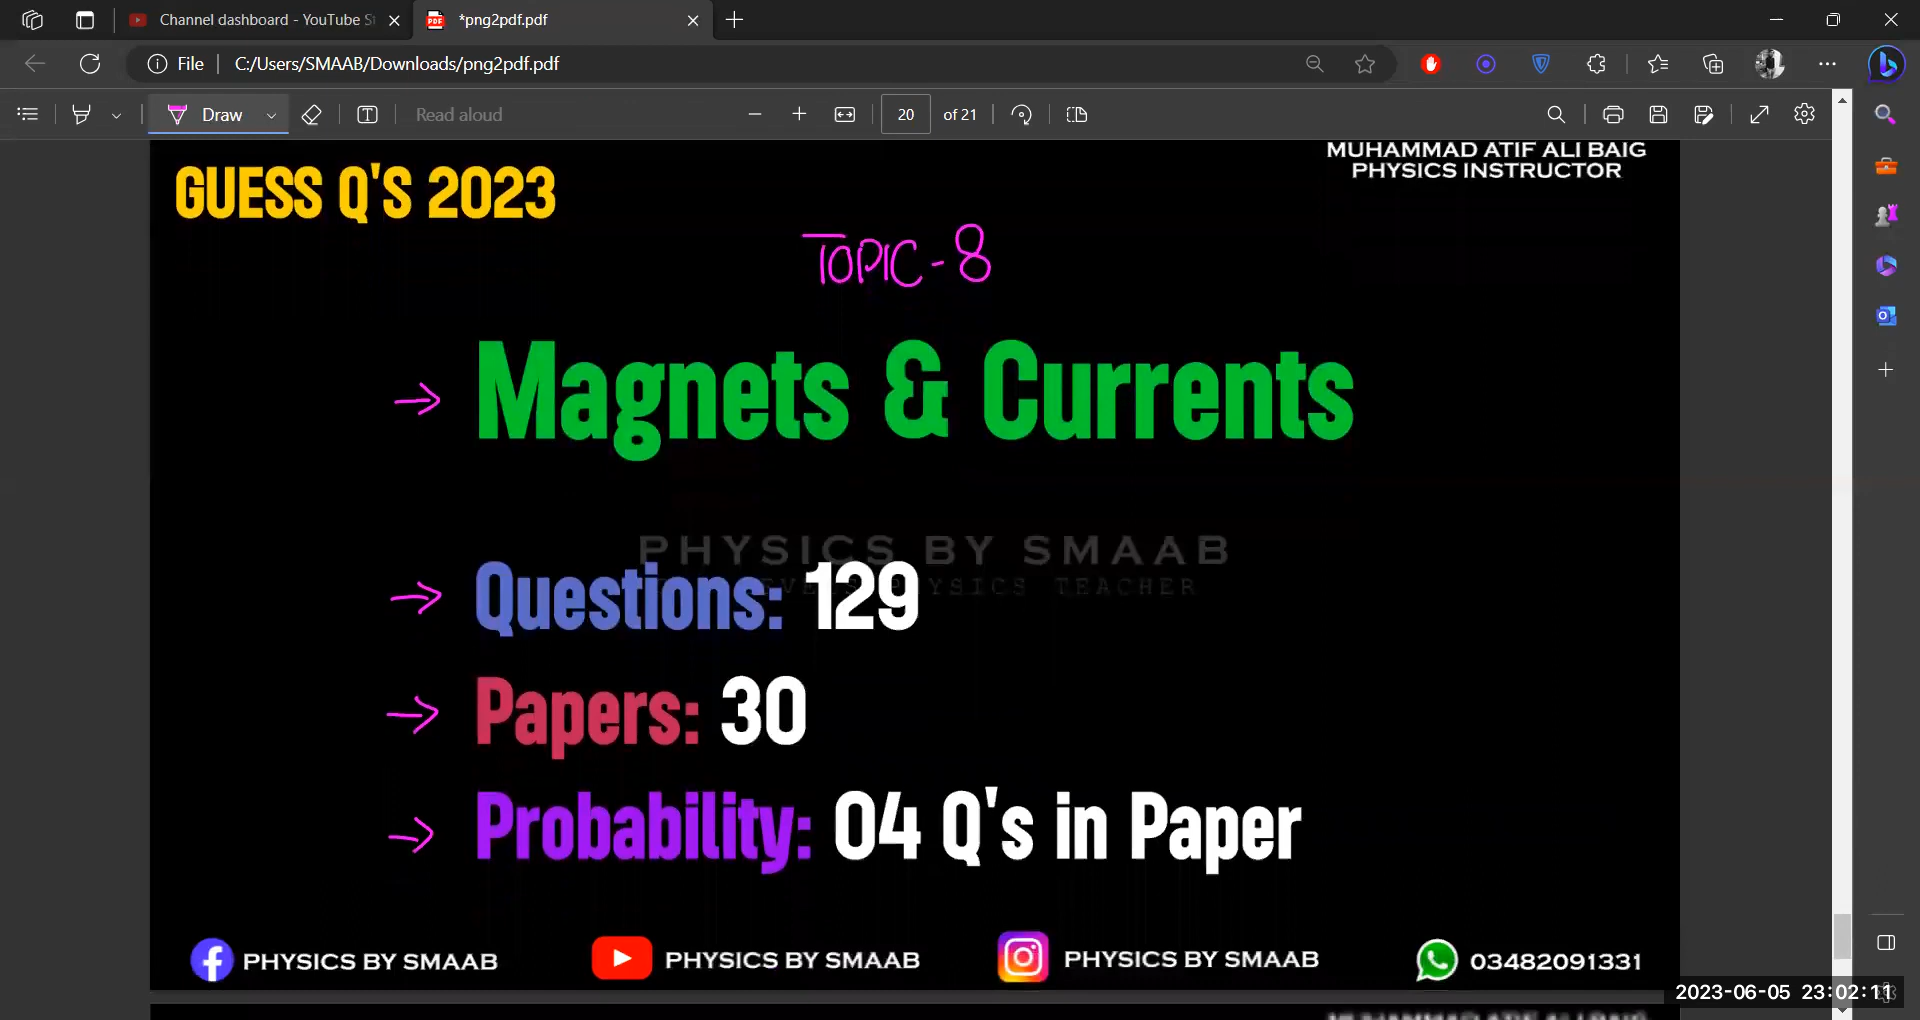 Channel dashboard - YouTube S
*png2pdf.pdf
File
C:/Users/SMAAB/Downloads/png2pdf.pdf
Draw
Read aloud
20
of 21
MUHAMMAD ATIF ALI BAIG
PHYSICS INSTRUCTOR
GUESS Q'S 2023
TOPIC-8
→ Magnets & Currents
PHYSICS BY SMAAB
PHYSICS TEACHER
→ Questions: 129
→ Papers: 30
→ Probability: 04 Q's in Paper
PHYSICS BY SMAAB
PHYSICS BY SMAAB
PHYSICS BY SMAAB
03482091331
2023-06-05 23:02:11